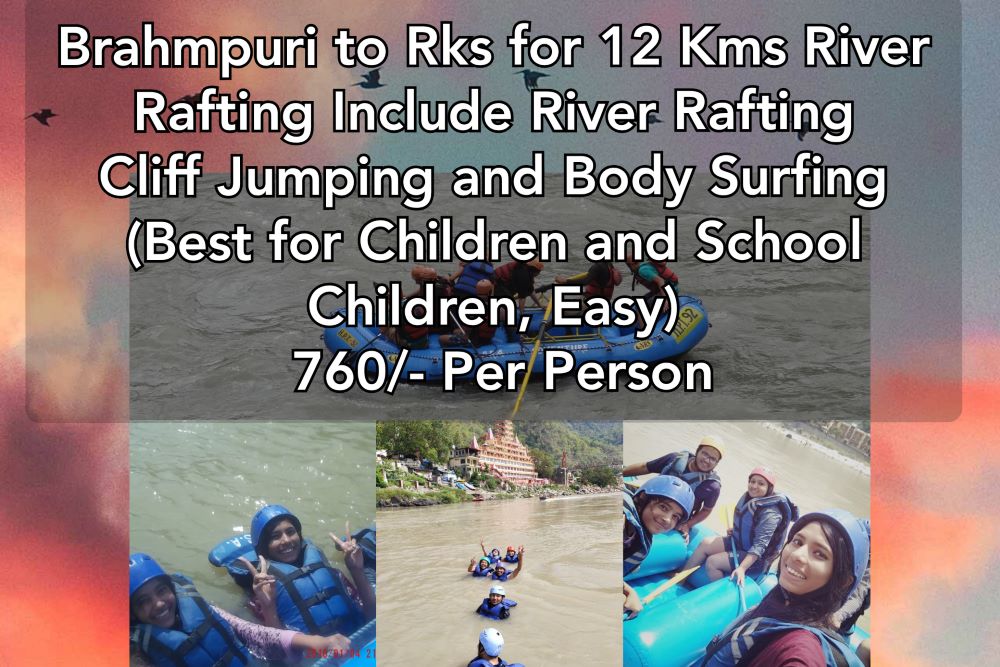 Brahmpuri to Rks for 12 Kms River
Rafting Include River Rafting
Cliff Jumping and Body Surfing
(Best for Children and School
Children, Easy)
760/- Per Person